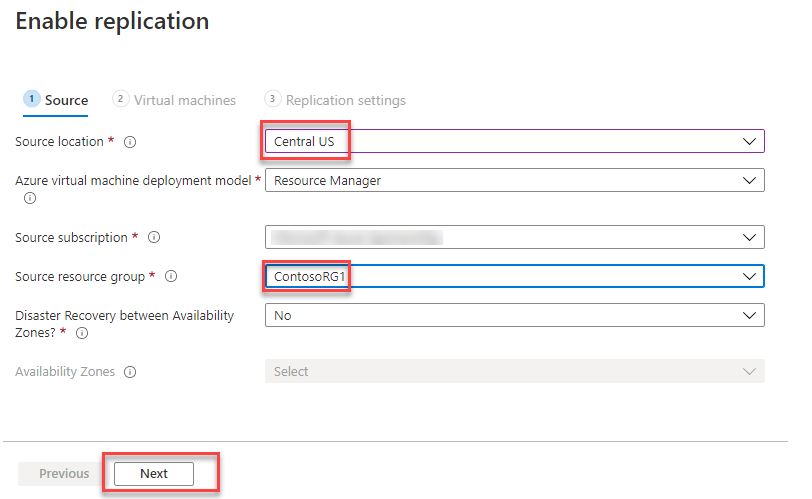 Enable replication
1 Source 2 Virtual machines 3 Replication settings
Source location * Central US
Azure virtual machine deployment model * Resource Manager
Source subscription *
Source resource group * ContosoRG1
Disaster Recovery between Availability No
Zones? *
Availability Zones Select
Previous Next